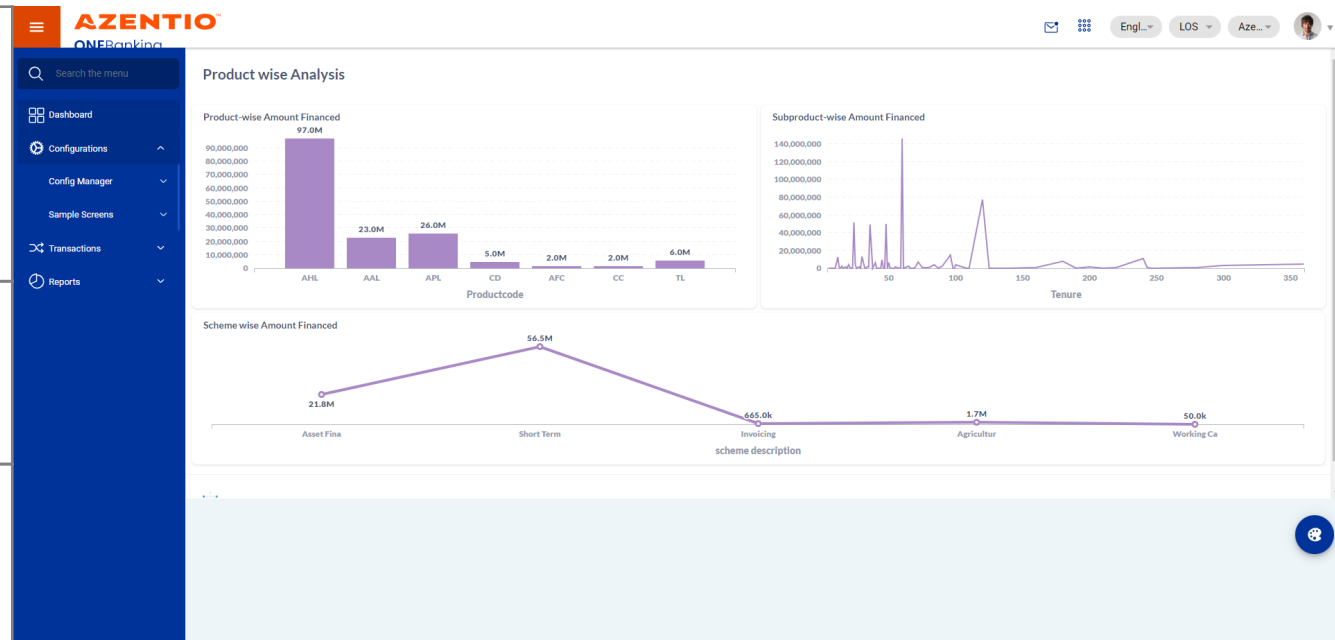 AZENTIO
ONEBanking
Engl...
LOS
Aze...
Search the menu
Dashboard
Configurations
Config Manager
Sample Screens
Transactions
Reports
Product wise Analysis
Product-wise Amount Financed
97.0M
90,000,000
80,000,000
70,000,000
60,000,000
50,000,000
40,000,000
30,000,000
20,000,000
10,000,000
0
23.0M
26.0M
5.0M
2.0M
2.0M
6.0M
AHL AAL APL CD AFC CC TL
Productcode
Subproduct-wise Amount Financed
140,000,000
120,000,000
100,000,000
80,000,000
60,000,000
40,000,000
20,000,000
0
50 100 150 200 250 300 350
Tenure
Scheme wise Amount Financed
56.5M
21.8M
665.0k
1.7M
50.0k
Asset Fina Short Term Invoicing Agricultur Working Ca
scheme description